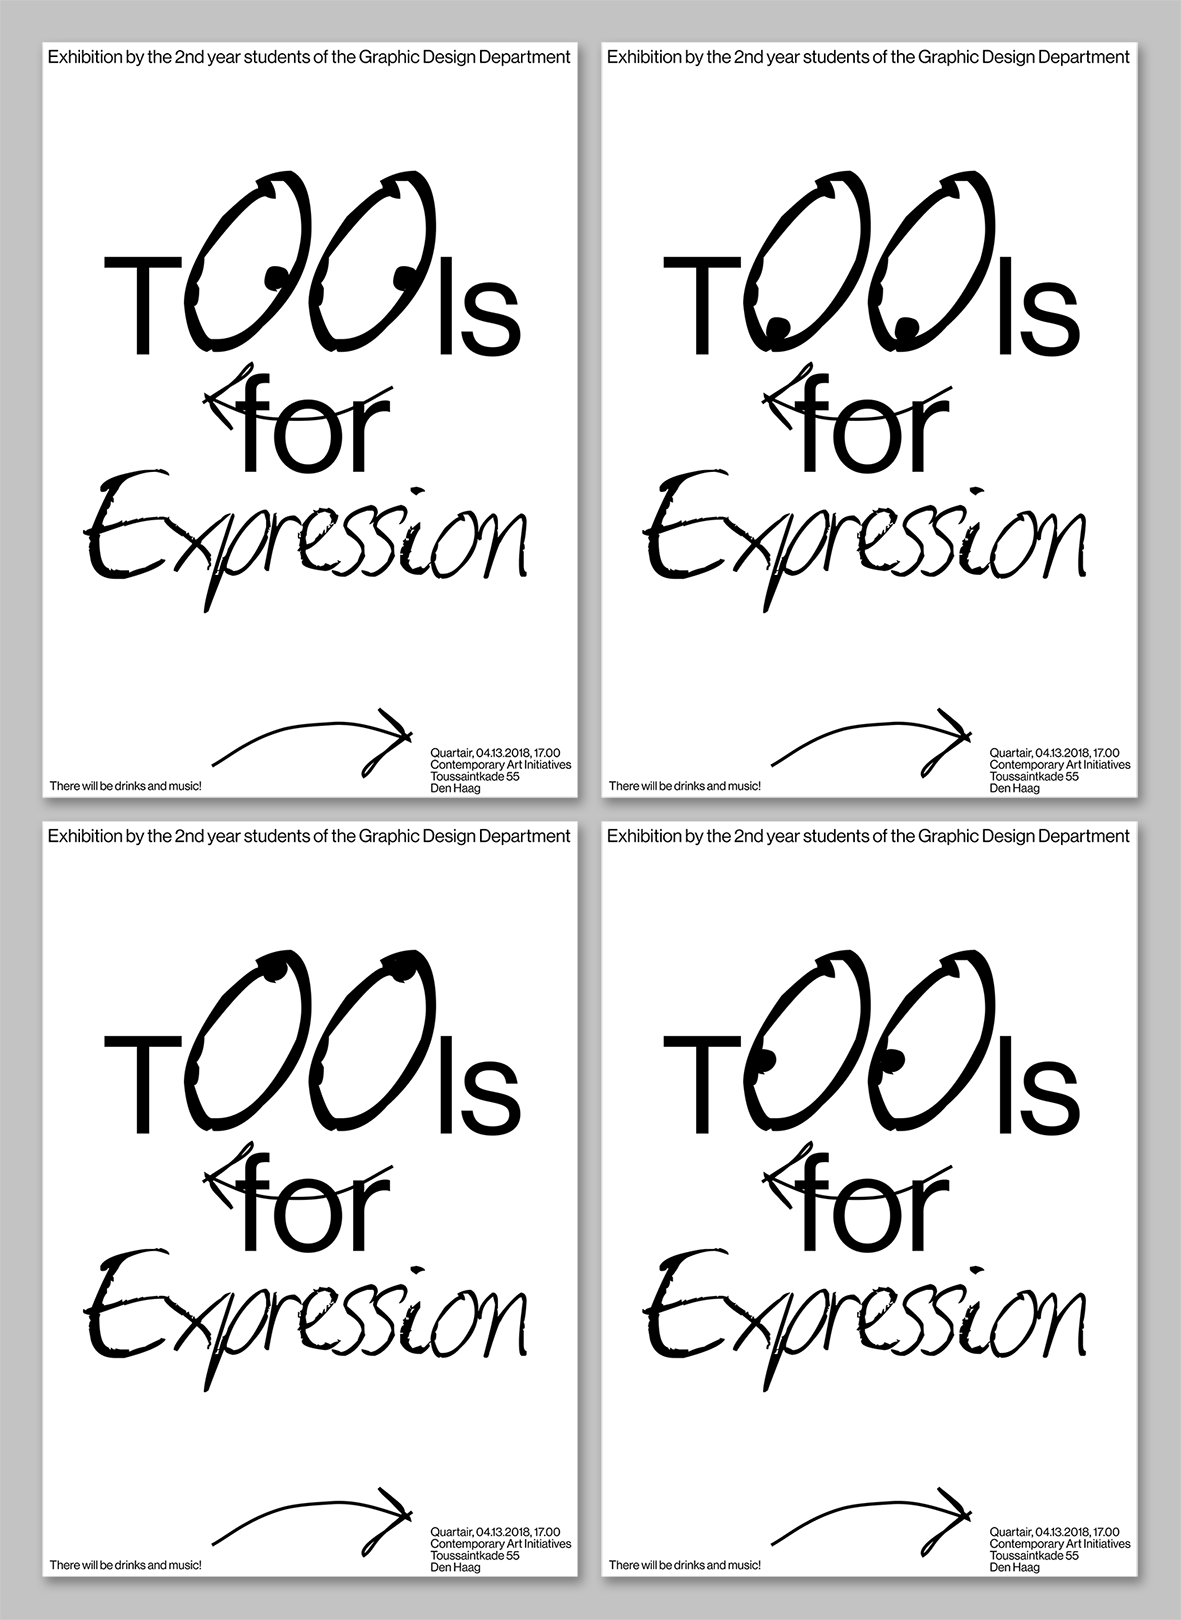 Exhibition by the 2nd year students of the Graphic Design Department
TOOls
for
Expression
There will be drinks and music!
Quartair, 04.13.2018, 17.00
Contemporary Art Initiatives
Toussaintkade 55
Den Haag
Exhibition by the 2nd year students of the Graphic Design Department
TOOls
for
Expression
There will be drinks and music!
Quartair, 04.13.2018, 17.00
Contemporary Art Initiatives
Toussaintkade 55
Den Haag
Exhibition by the 2nd year students of the Graphic Design Department
TOOls
for
Expression
There will be drinks and music!
Quartair, 04.13.2018, 17.00
Contemporary Art Initiatives
Toussaintkade 55
Den Haag
Exhibition by the 2nd year students of the Graphic Design Department
TOOls
for
Expression
There will be drinks and music!
Quartair, 04.13.2018, 17.00
Contemporary Art Initiatives
Toussaintkade 55
Den Haag